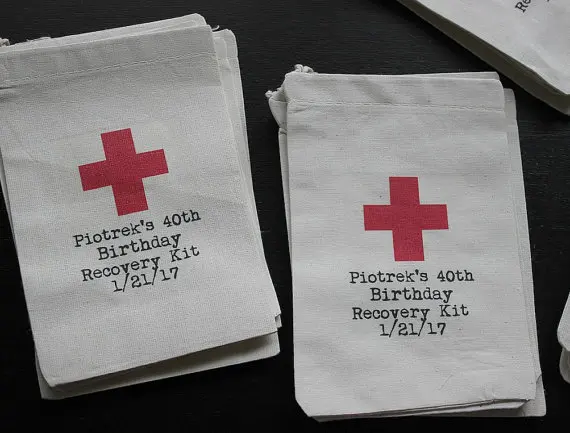 Piotrek's 40th
Birthday
Recovery Kit
1/21/17
Piotrek's 40th
Birthday
Recovery Kit
1/21/17